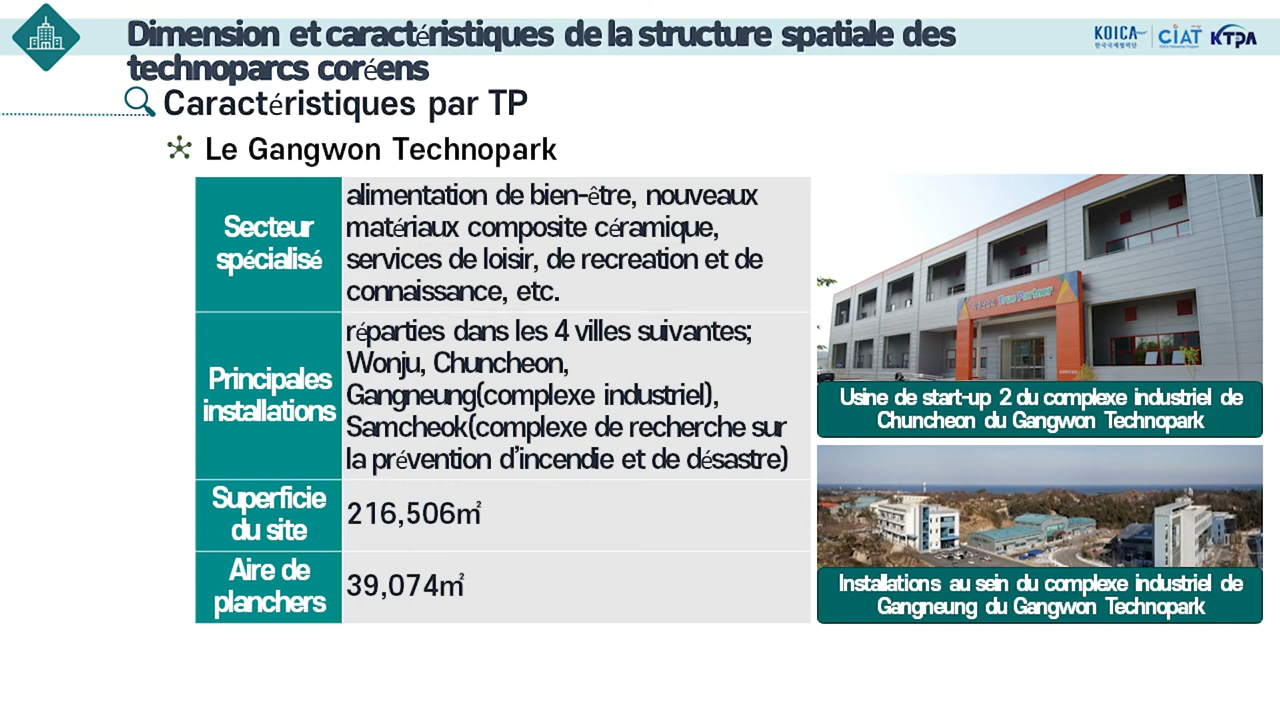 Dimension et caractéristiques de la structure spatiale des
technoparcs coréens
KOICA
한국국제협력단
CIAT
KTPA
Caractéristiques par TP
Le Gangwon Technopark
Secteur
spécialisé
alimentation de bien-être, nouveaux
matériaux composite céramique,
services de loisir, de recreation et de
connaissance, etc.
Principales
installations
réparties dans les 4 villes suivantes;
Wonju, Chuncheon,
Gangneung(complexe industriel),
Samcheok(complexe de recherche sur
la prévention d'incendie et de désastre)
Superficie
du site
216,506㎡
Aire de
planchers
39,074㎡
True Partner
Usine de start-up 2 du complexe industriel de
Chuncheon du Gangwon Technopark
Installations au sein du complexe industriel de
Gangneung du Gangwon Technopark